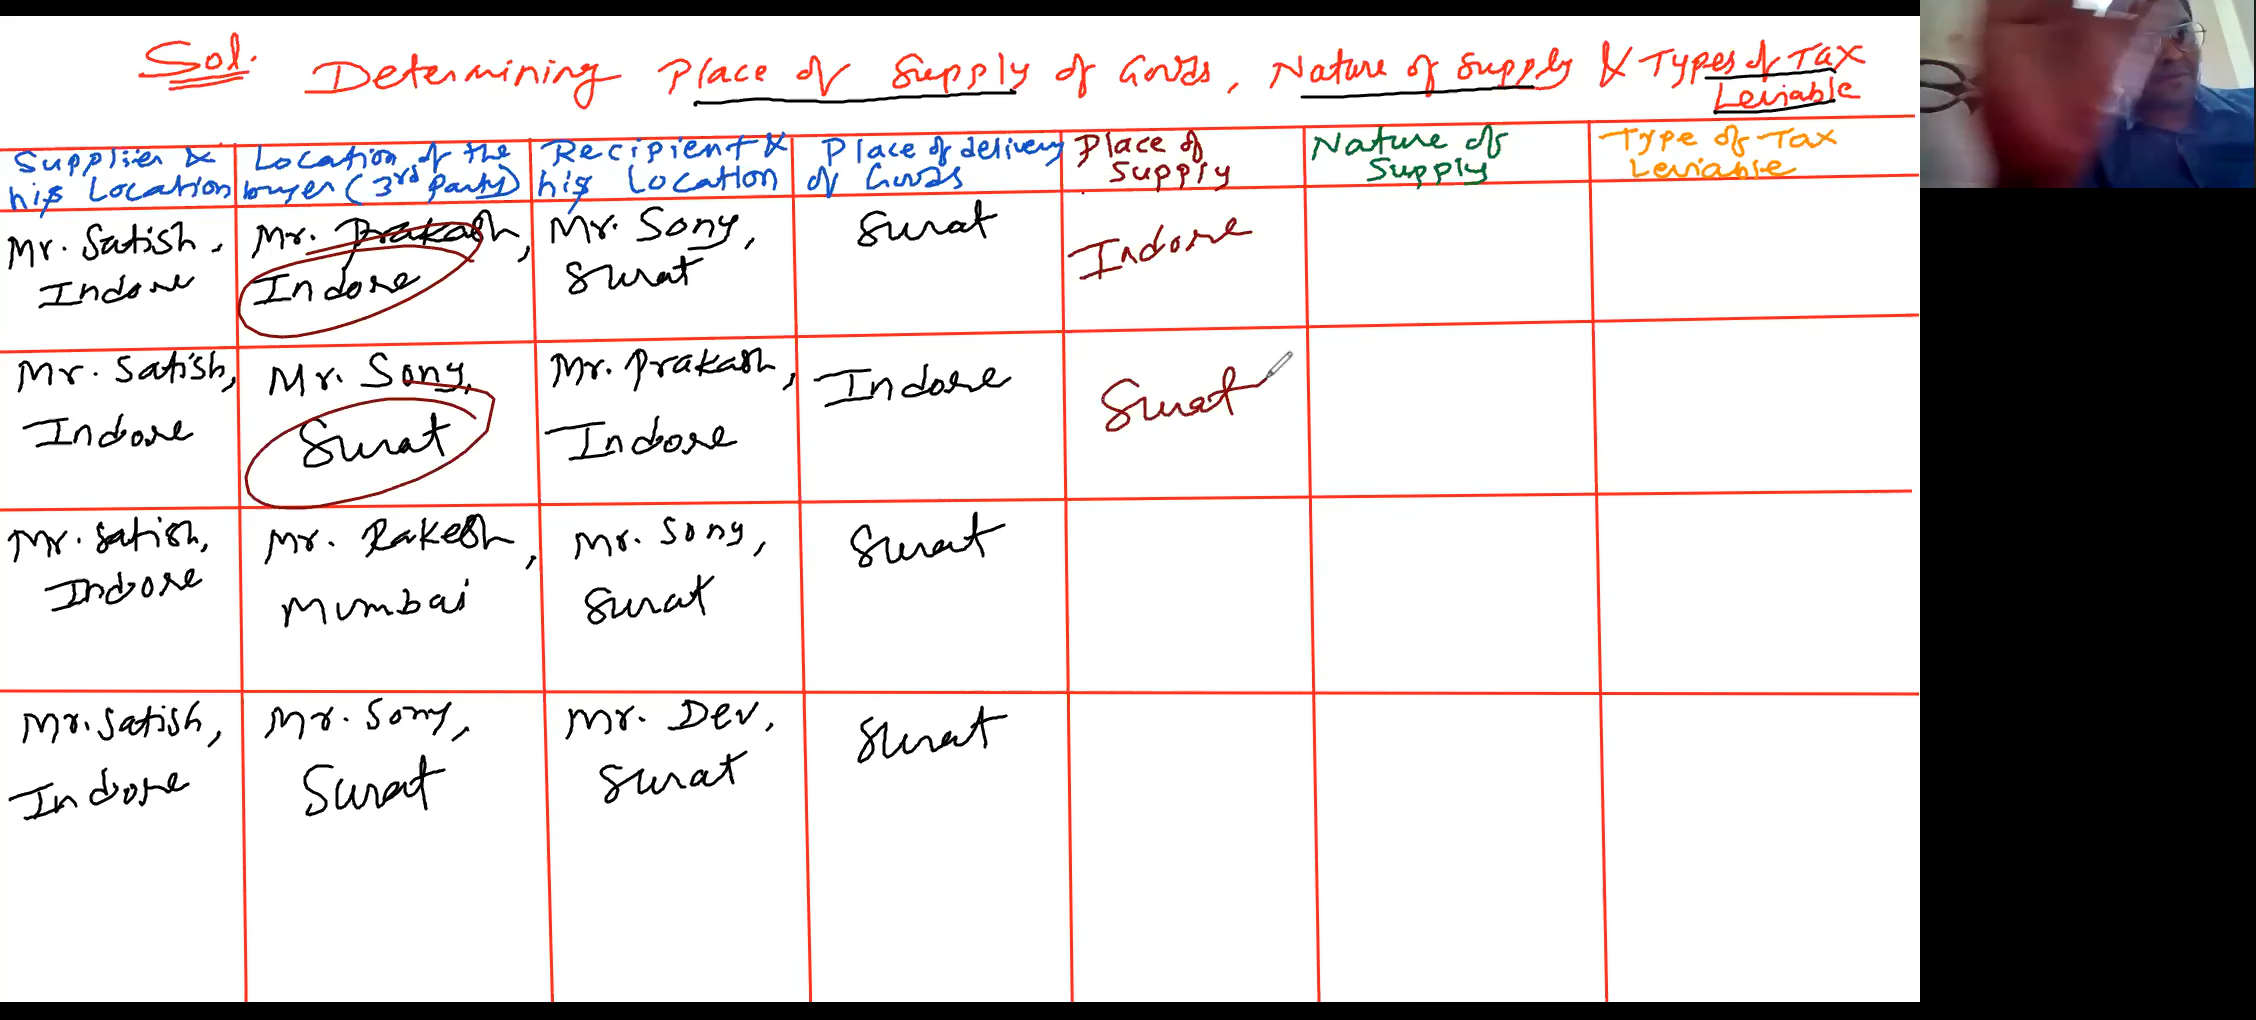 Sol. Determining Place of Supply of Goods, Nature of Supply & Types of Tax
Leviable
Supplier & his Location
Location of the buyer (3rd Party)
Recipient & his Location
Place of delivery of Goods
Place of Supply
Nature of Supply
Type of Tax Leviable
Mr. Satish, Indore
Mr. Prakash, Indore
Mr. Sony, Surat
Surat
Indore
Mr. Satish, Indore
Mr. Sony, Surat
Mr. Prakash, Indore
Indore
Surat
Mr. Satish, Indore
Mr. Rakesh, Mumbai
Mr. Sony, Surat
Surat
Mr. Satish, Indore
Mr. Sony, Surat
Mr. Dev, Surat
Surat